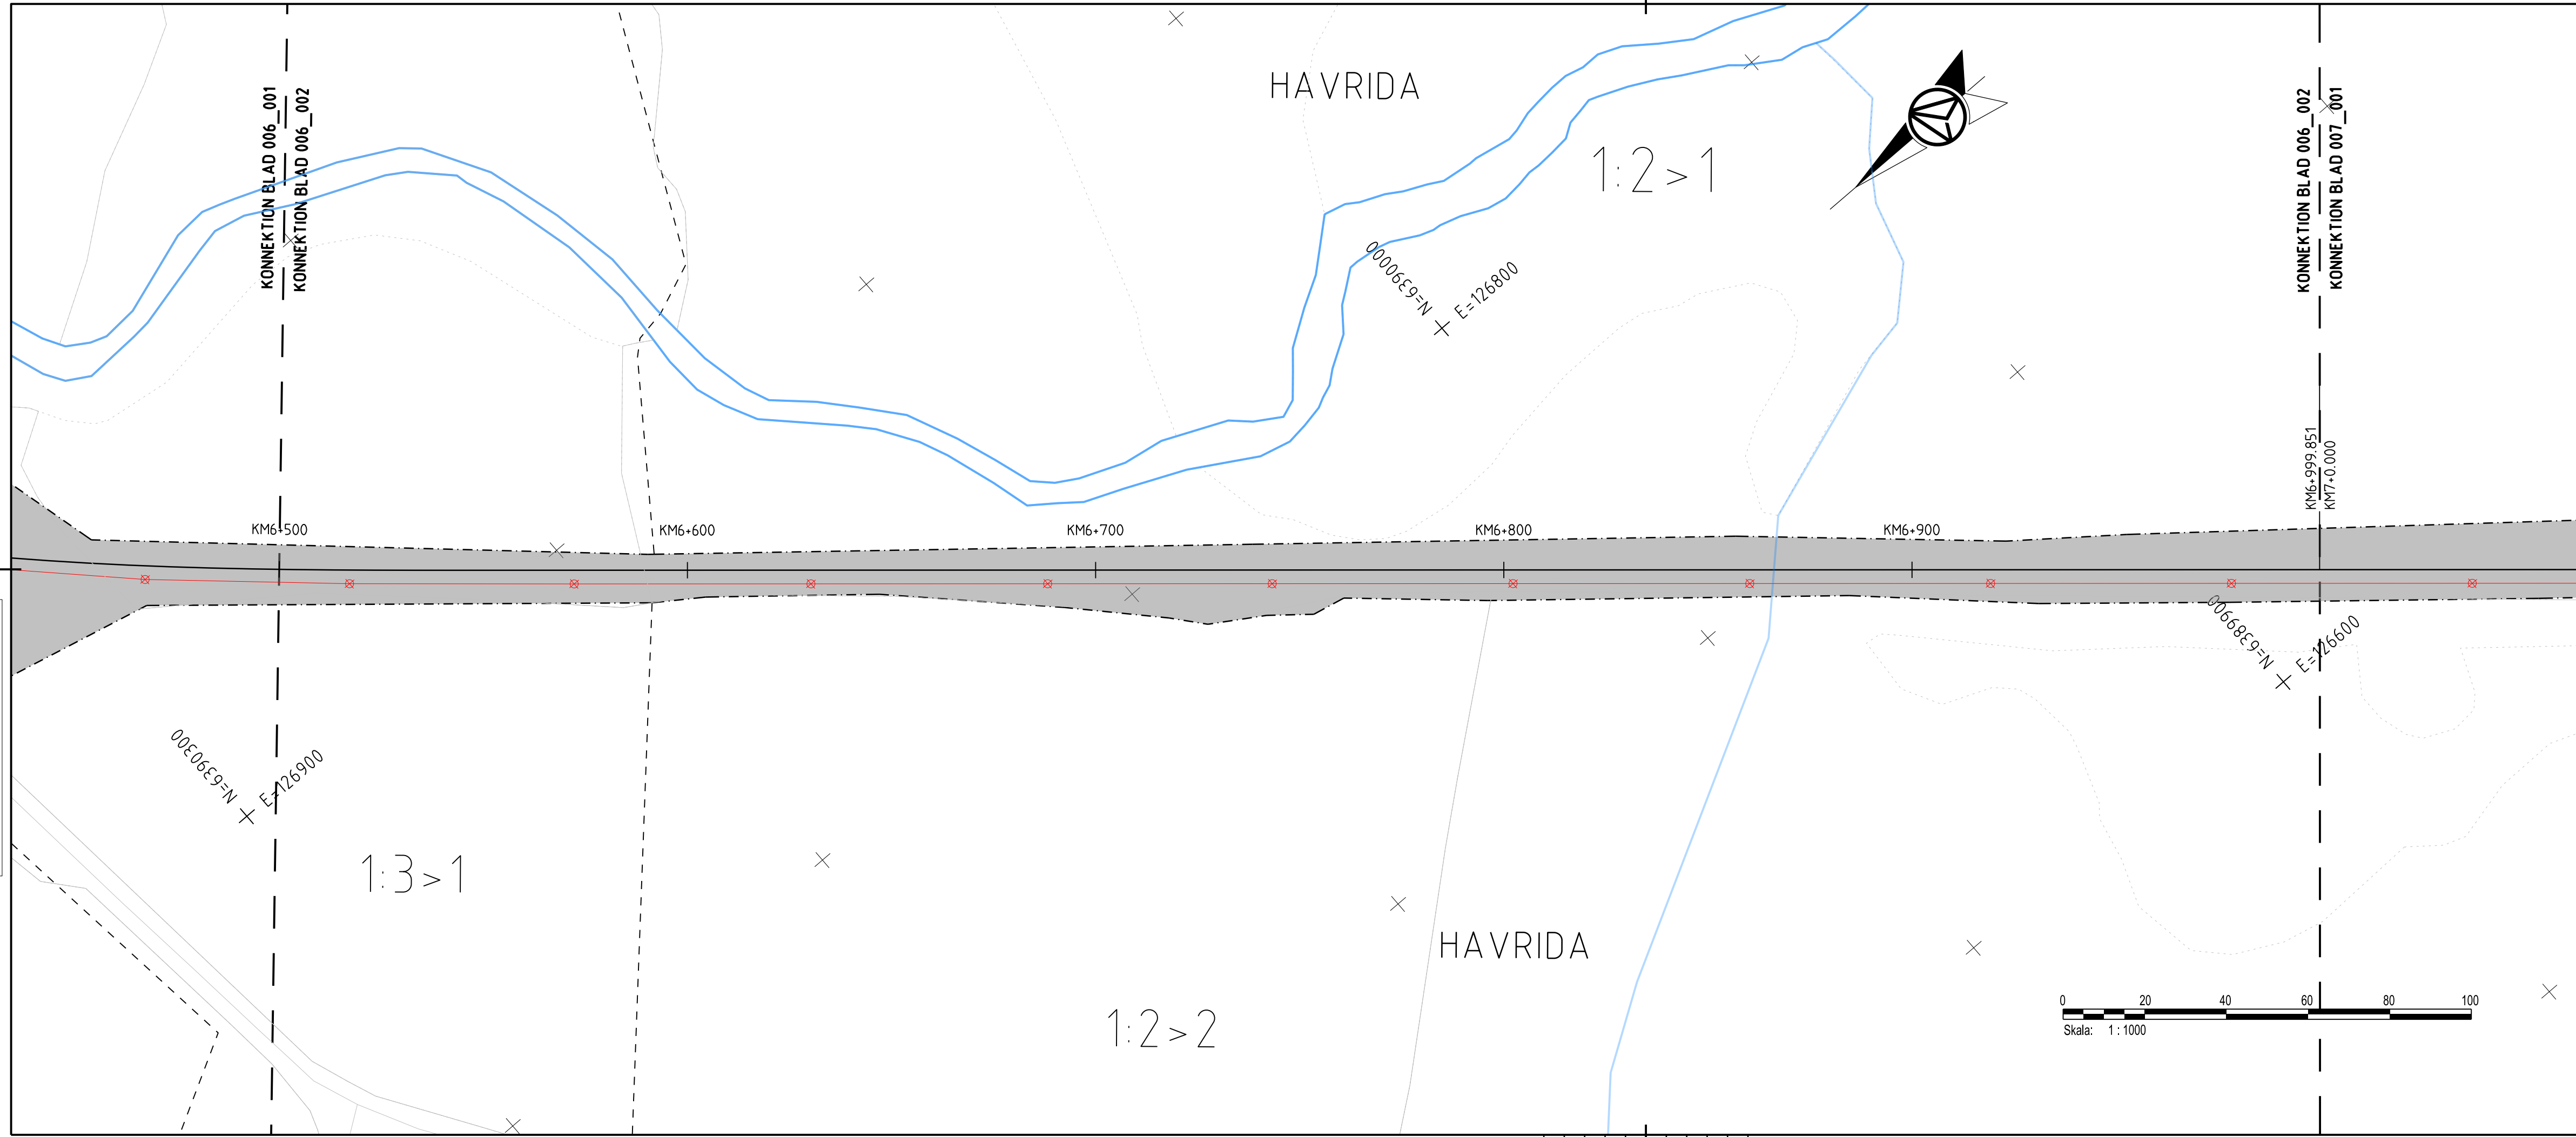 HAVRIDA
KONNEKTION BLAD 006_001
KONNEKTION BLAD 006_002
KONNEKTION BLAD 006_002
KONNEKTION BLAD 007_001
1:2>1
N=6390000
E=126800
KM6+999.851
KM7+0.000
KM6+500
KM6+600
KM6+700
KM6+800
KM6+900
N=6389900
E=126600
N=6390300
E=126900
1:3>1
HAVRIDA
1:2>2
0 20 40 60 80 100
Skala: 1 : 1000